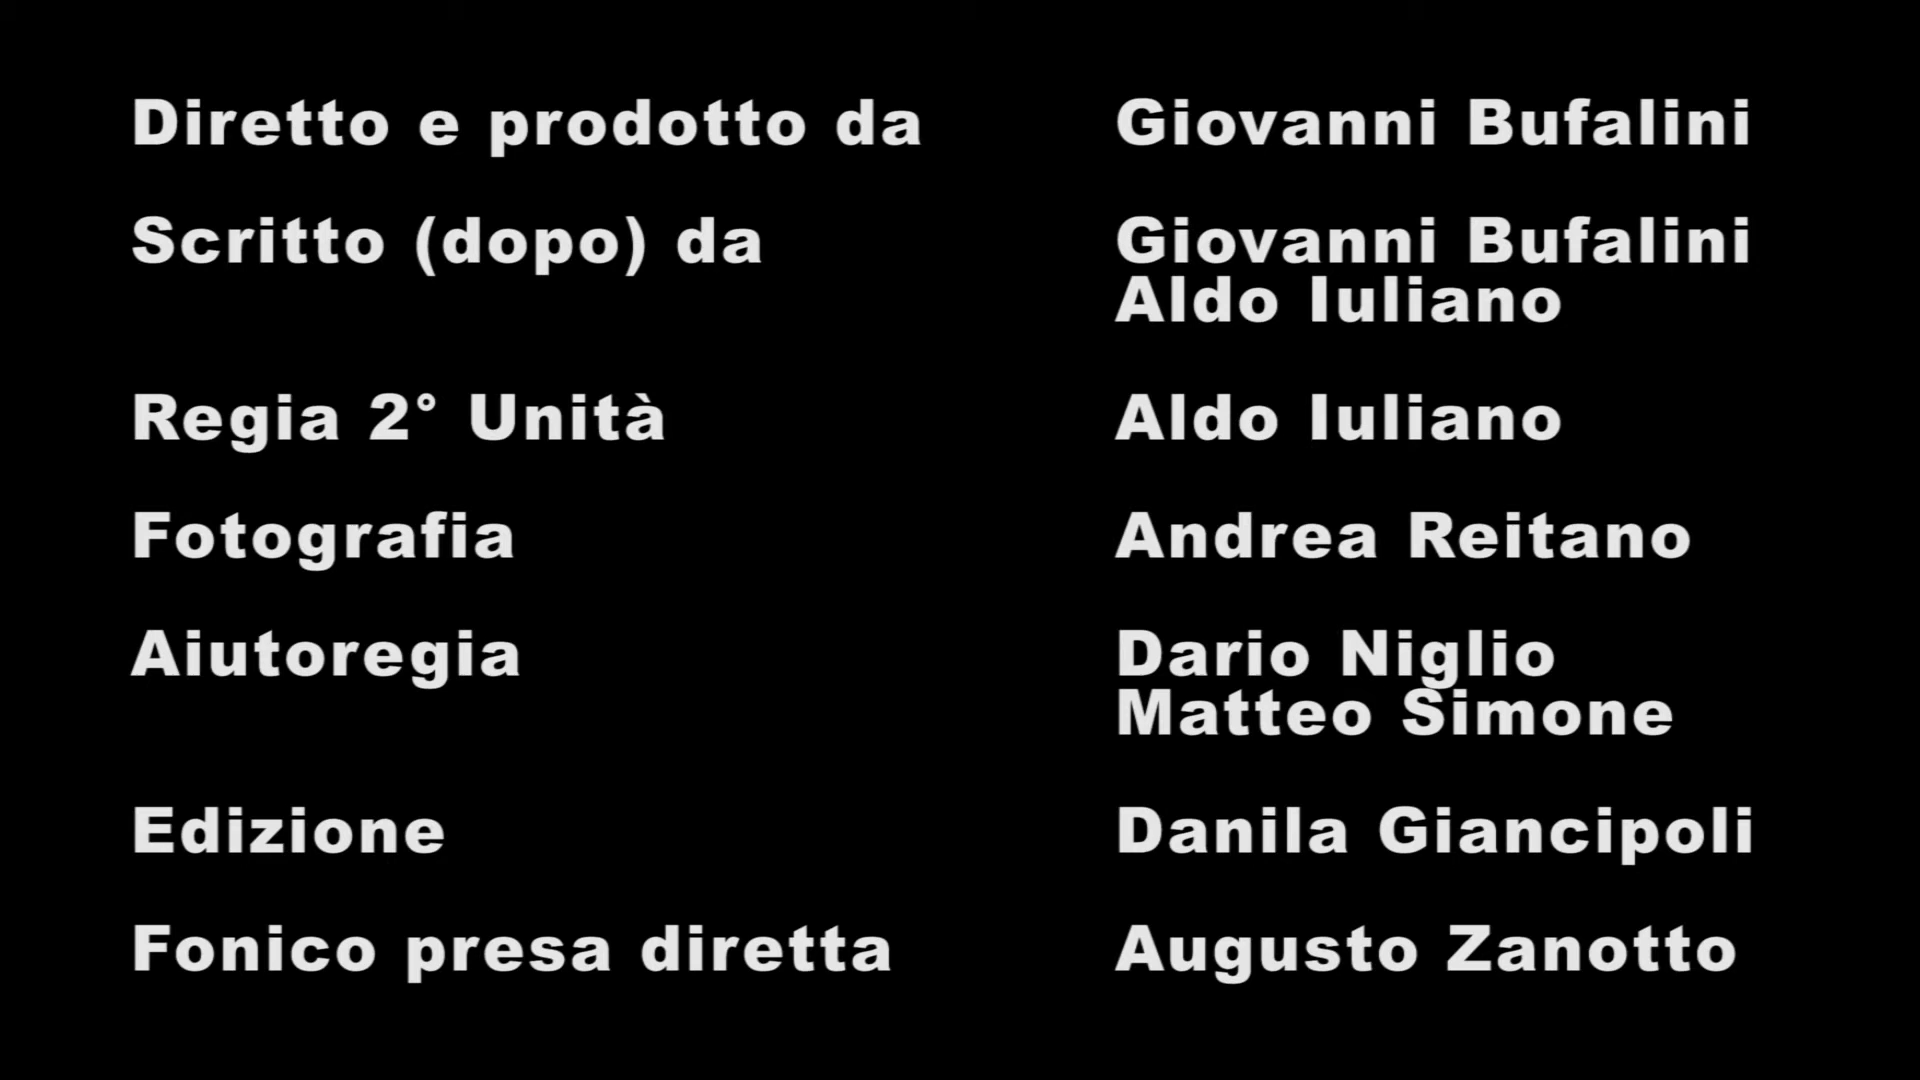 Diretto e prodotto da Giovanni Bufalini
Scritto (dopo) da Giovanni Bufalini
Aldo Iuliano
Regia 2° Unità Aldo Iuliano
Fotografia Andrea Reitano
Aiutoregia Dario Niglio
Matteo Simone
Edizione Danila Giancipoli
Fonico presa diretta Augusto Zanotto